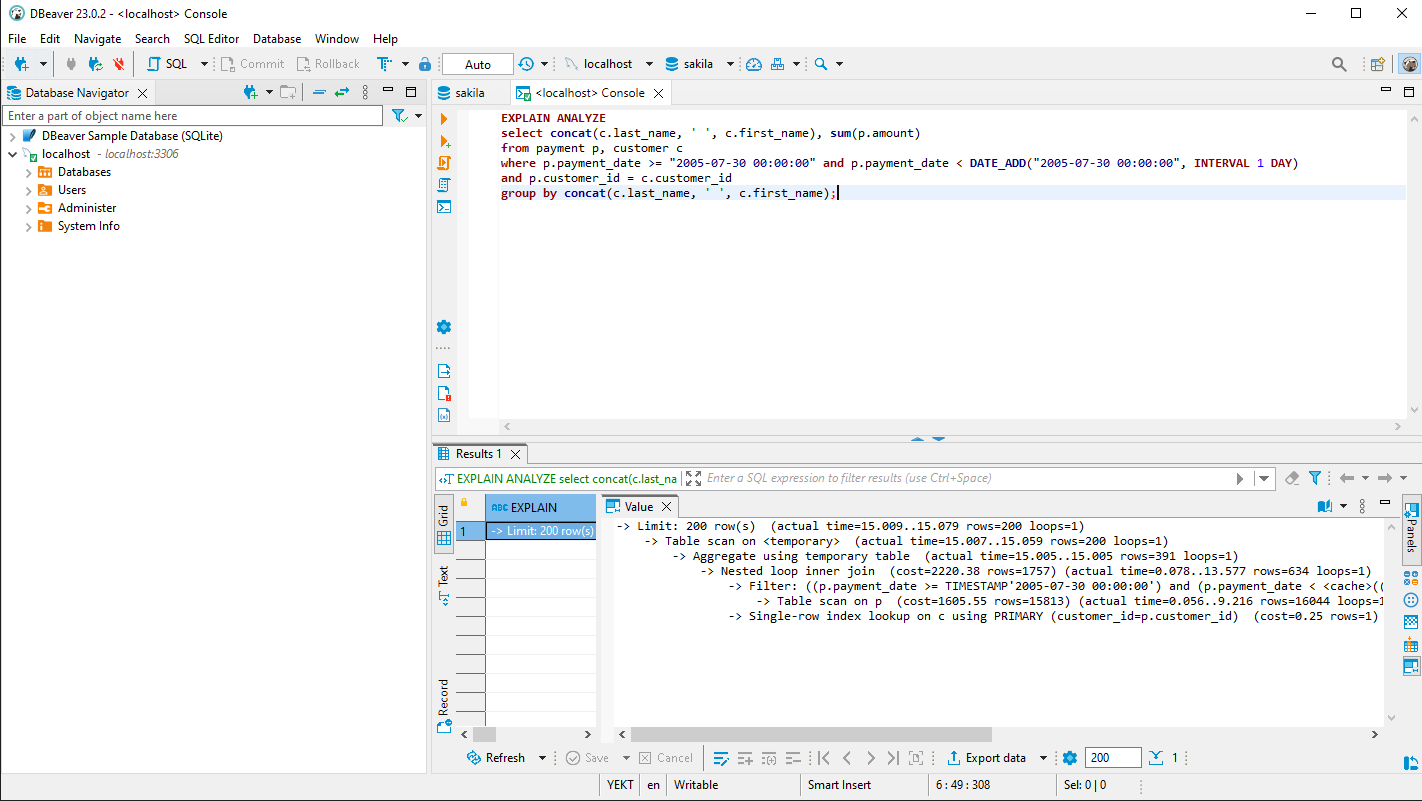 DBeaver 23.0.2 - <localhost> Console
File Edit Navigate Search SQL Editor Database Window Help
SQL Commit Rollback Auto localhost sakila
Database Navigator
sakila <localhost> Console
Enter a part of object name here
DBeaver Sample Database (SQLite)
localhost - localhost:3306
Databases
Users
Administer
System Info
EXPLAIN ANALYZE
select concat(c.last_name, ' ', c.first_name), sum(p.amount)
from payment p, customer c
where p.payment_date >= "2005-07-30 00:00:00" and p.payment_date < DATE_ADD("2005-07-30 00:00:00", INTERVAL 1 DAY)
and p.customer_id = c.customer_id
group by concat(c.last_name, ' ', c.first_name);
Results 1
EXPLAIN ANALYZE select concat(c.last_na Enter a SQL expression to filter results (use Ctrl+Space)
Grid
Text
Record
ABC EXPLAIN
1 -> Limit: 200 row(s)
Value
-> Limit: 200 row(s) (actual time=15.009..15.079 rows=200 loops=1)
-> Table scan on <temporary> (actual time=15.007..15.059 rows=200 loops=1)
-> Aggregate using temporary table (actual time=15.005..15.005 rows=391 loops=1)
-> Nested loop inner join (cost=2220.38 rows=1757) (actual time=0.078..13.577 rows=634 loops=1)
-> Filter: ((p.payment_date >= TIMESTAMP'2005-07-30 00:00:00') and (p.payment_date < <cache>((
-> Table scan on p (cost=1605.55 rows=15813) (actual time=0.056..9.216 rows=16044 loops=1
-> Single-row index lookup on c using PRIMARY (customer_id=p.customer_id) (cost=0.25 rows=1)
Panels
Refresh Save Cancel Export data 200 1
YEKT en Writable Smart Insert 6 : 49 : 308 Sel: 0 | 0